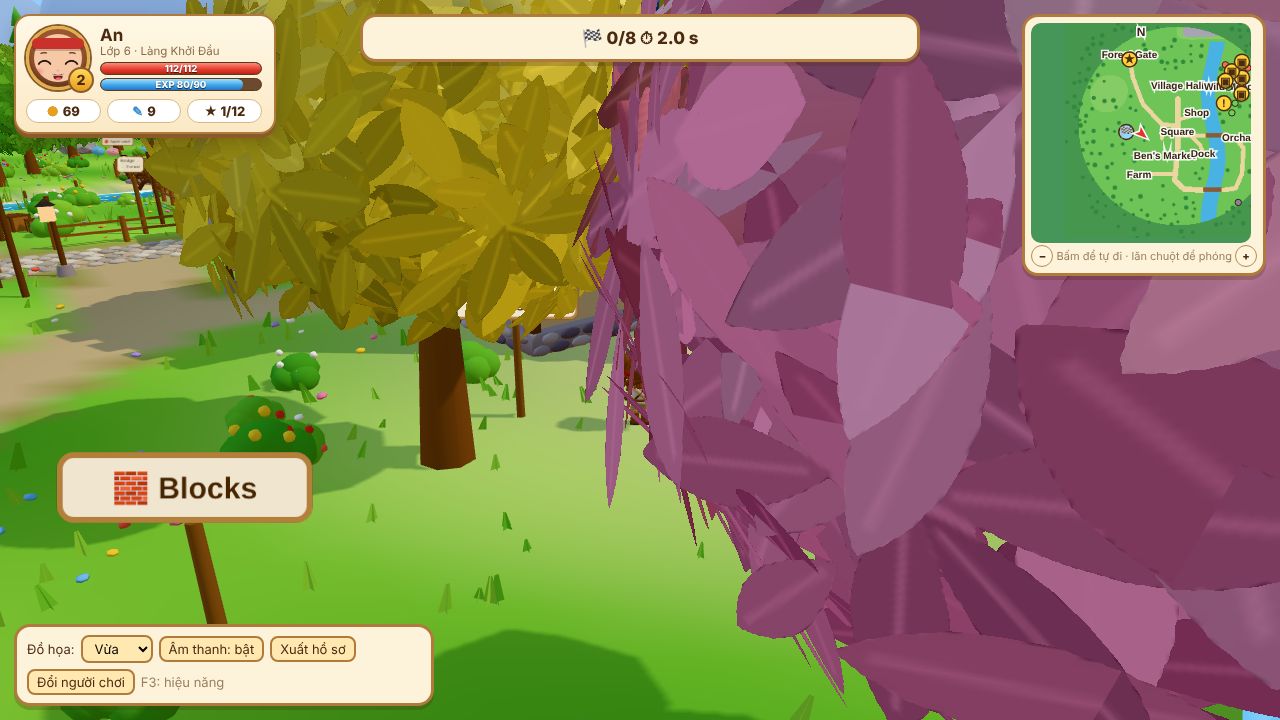 An
Lớp 6 · Làng Khởi Đầu
112/112
EXP 80/90
2
69
9
★ 1/12
0/8 ⏱ 2.0 s
N
Village Hall
Shop
Square
Orcha
Ben's Marke
Dock
Farm
Bấm để tự đi · lăn chuột để phóng
Blocks
Đồ họa:
Vừa
Âm thanh: bật
Xuất hồ sơ
Đổi người chơi
F3: hiệu năng